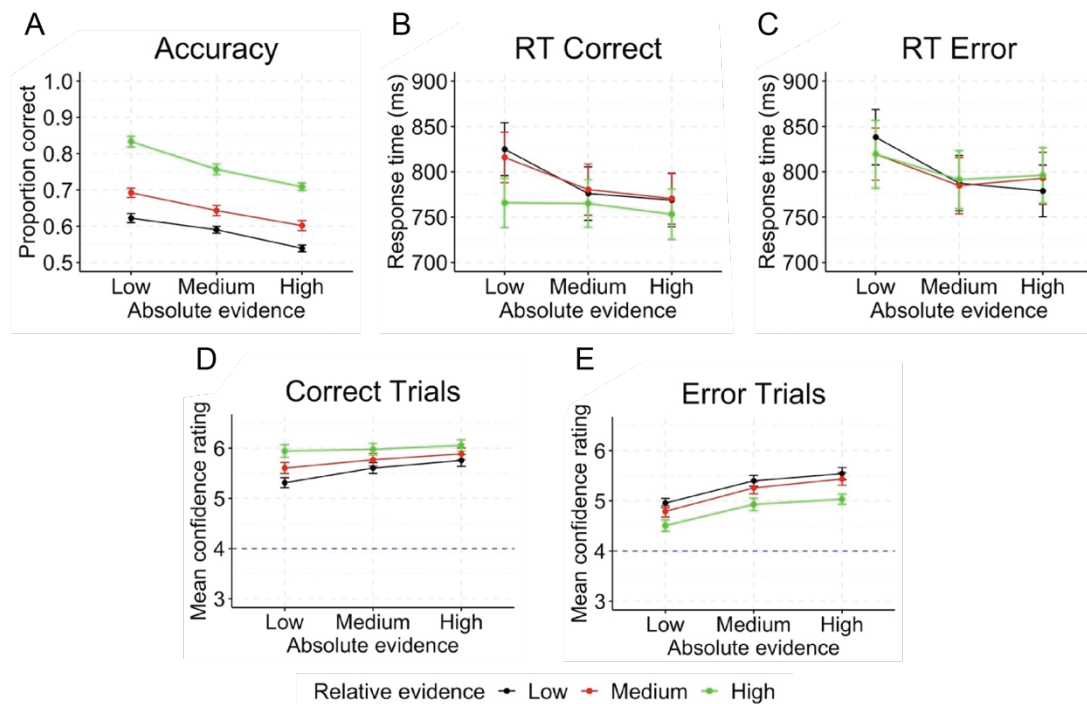 A
Accuracy
Proportion correct
1.0
0.9
0.8
0.7
0.6
0.5
Low Medium High
Absolute evidence
B
RT Correct
Response time (ms)
900
850
800
750
700
Low Medium High
Absolute evidence
C
RT Error
Response time (ms)
900
850
800
750
700
Low Medium High
Absolute evidence
D
Correct Trials
Mean confidence rating
6
5
4
3
Low Medium High
Absolute evidence
E
Error Trials
Mean confidence rating
6
5
4
3
Low Medium High
Absolute evidence
Relative evidence Low Medium High